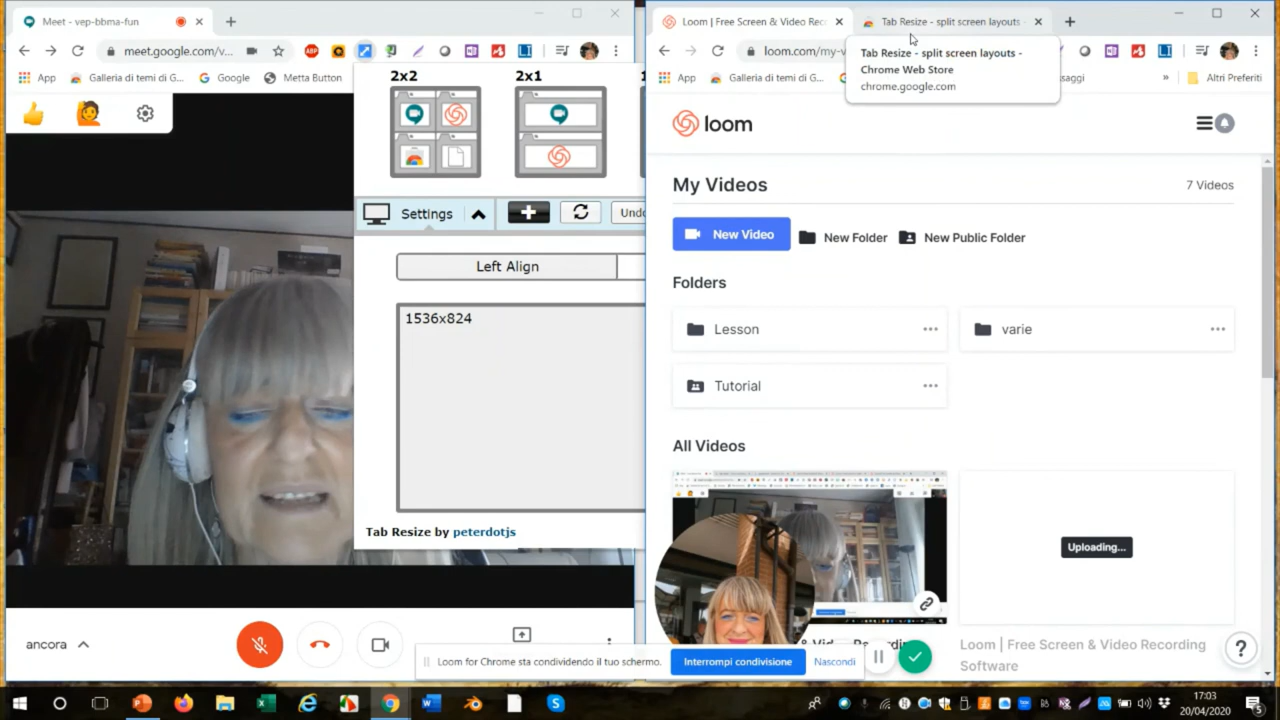 Meet - vep-bbma-fun
meet.google.com/v...
ABP
App
Galleria di temi di G...
Google
Metta Button
2x2
2x1
Settings
Undo
Left Align
1536x824
Tab Resize by peterdotjs
ancora
Loom | Free Screen & Video Rec
Tab Resize - split screen layouts -
loom.com/my-v
Tab Resize - split screen layouts -
Chrome Web Store
chrome.google.com
App
Galleria di temi di G...
saggi
»
Altri Preferiti
loom
My Videos
7 Videos
New Video
New Folder
New Public Folder
Folders
Lesson
varie
Tutorial
All Videos
Uploading...
Loom | Free Screen & Video Recording
Software
Loom for Chrome sta condividendo il tuo schermo.
Interrompi condivisione
Nascondi
17:03
20/04/2020
5